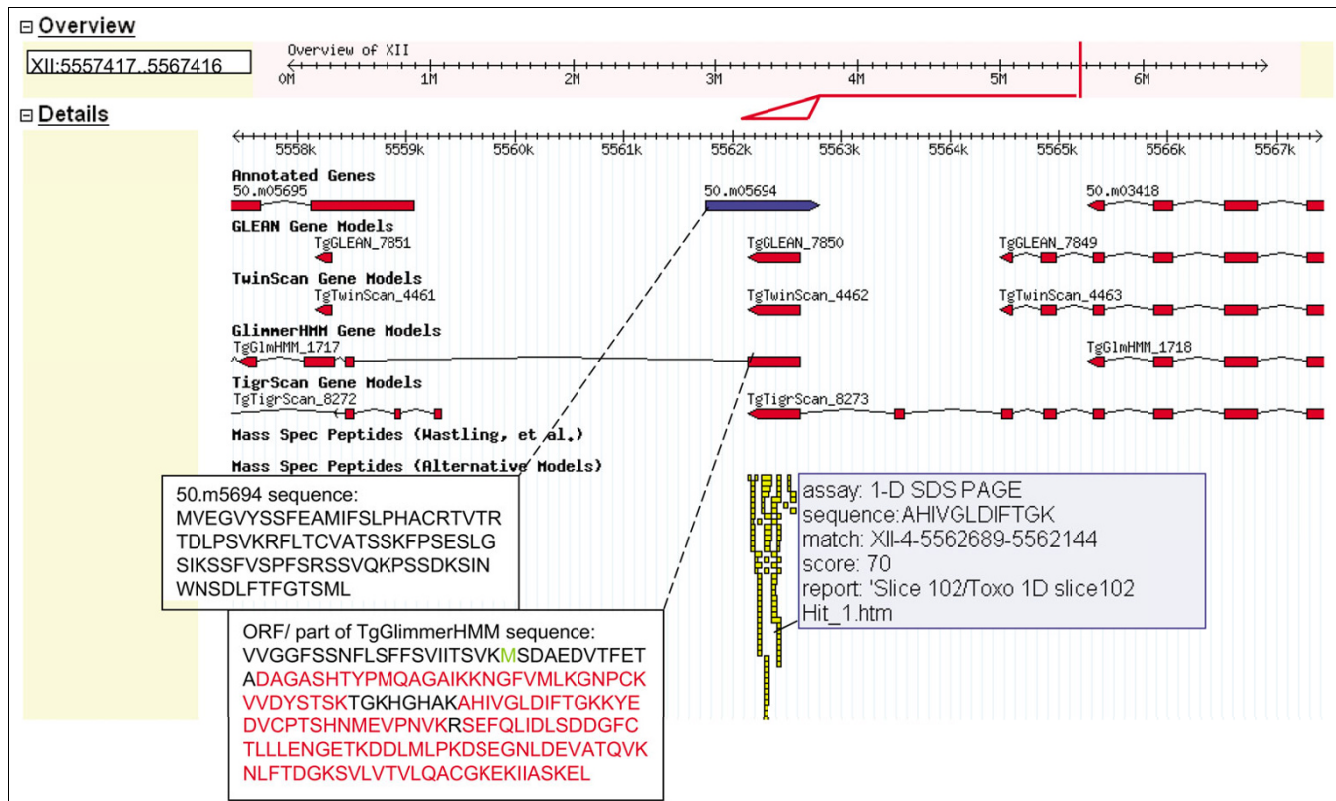 Overview
XII:5557417..5567416
Overview of XII
0M 1M 2M 3M 4M 5M 6M
Details
5558k 5559k 5560k 5561k 5562k 5563k 5564k 5565k 5566k 5567k
Annotated Genes
50.m05695 50.m05694 50.m03418
GLEAN Gene Models
TgGLEAN_7851 TgGLEAN_7850 TgGLEAN_7849
TwinScan Gene Models
TgTwinScan_4461 TgTwinScan_4462 TgTwinScan_4463
GlimmerHMM Gene Models
TgGlmHMM_1717 TgGlmHMM_1718
TigrScan Gene Models
TgTigrScan_8272 TgTigrScan_8273
Mass Spec Peptides (Wastling, et al.)
Mass Spec Peptides (Alternative Models)
50.m5694 sequence:
MVEGVYSSFEAMIFSLPHACRTVTR
TDLPSVKRFLTCVATSSKFPSESLG
SIKSSFVSPFSRSSVQKPSSDKSIN
WNSDLFTFGTSML
assay: 1-D SDS PAGE
sequence:AHIVGLDIFTGK
match: XII-4-5562689-5562144
score: 70
report: 'Slice 102/Toxo 1D slice102
Hit_1.htm
ORF/ part of TgGlimmerHMM sequence:
VVGGFSSNFLSFFSVIITSVKMSDAEDVTFET
ADAGASHTYPMQAGAIKKNGFVMLKGNPCK
VVDYSTSKTGKHGHAKAHIVGLDIFTGKKYE
DVCPTSHNMEVPNVKRSEFQLIDLSDDGFC
TLLLENGETKDDLMLPKDSEGNLDEVATQVK
NLFTDGKSVLVTVLQACGKEKIIASKEL